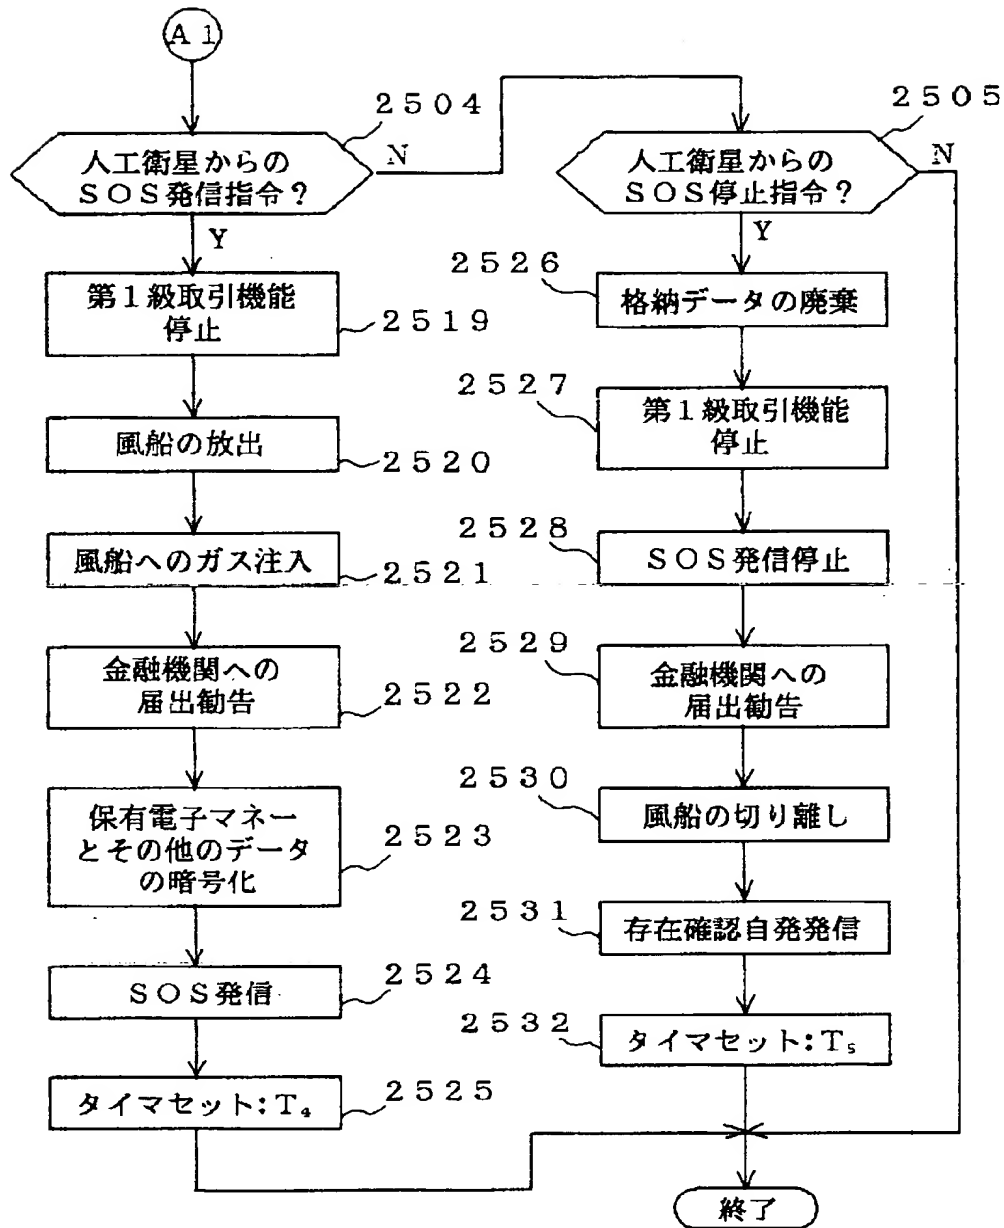 A1
2504
人工衛星からの
SOS発信指令?
N
Y
第1級取引機能
停止
2519
風船の放出
2520
風船へのガス注入
2521
金融機関への
届出勧告
2522
保有電子マネー
とその他のデータ
の暗号化
2523
SOS発信
2524
タイマセット:T₄
2525
2505
人工衛星からの
SOS停止指令?
N
Y
2526
格納データの廃棄
2527
第1級取引機能
停止
2528
SOS発信停止
2529
金融機関への
届出勧告
2530
風船の切り離し
2531
存在確認自発発信
2532
タイマセット:T₅
終了